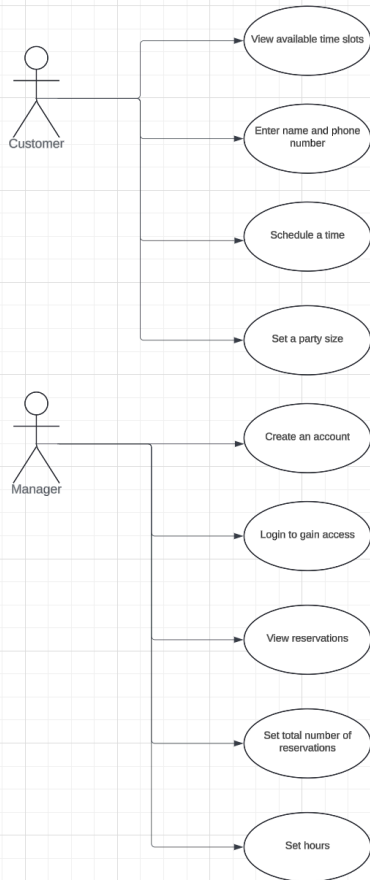 View available time slots
Customer
Enter name and phone
number
Schedule a time
Set a party size
Create an account
Manager
Login to gain access
View reservations
Set total number of
reservations
Set hours